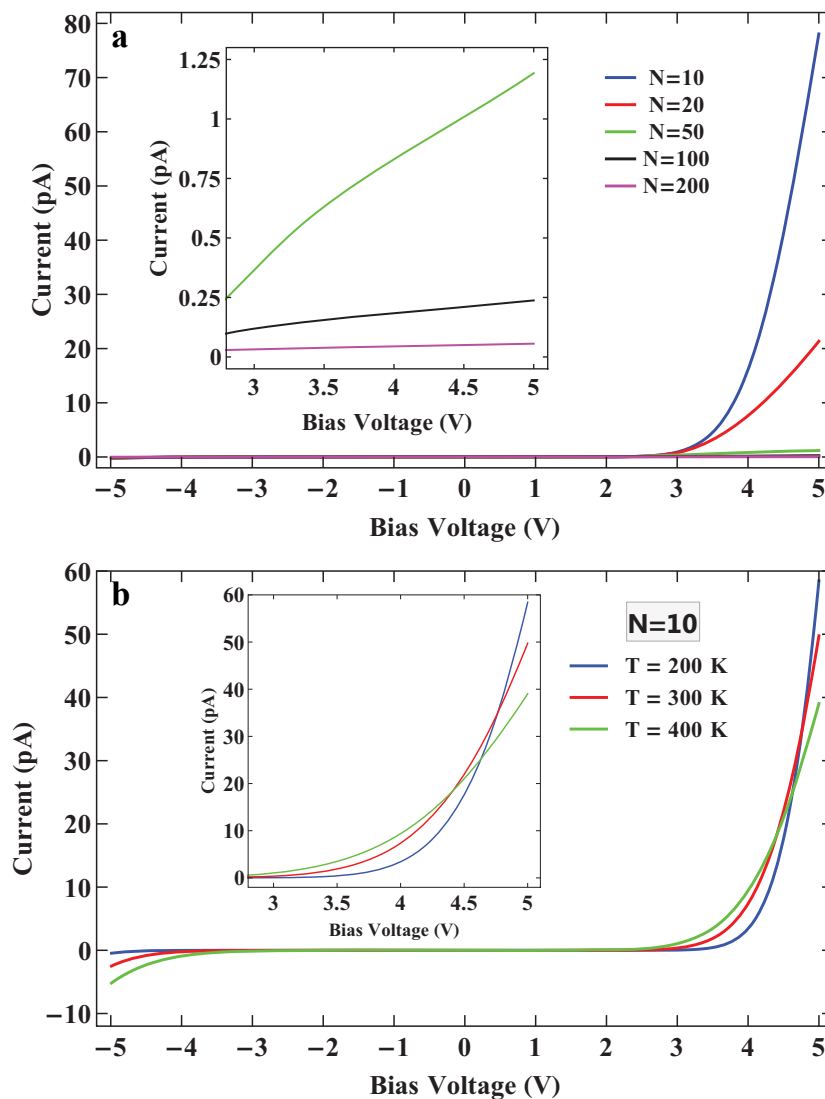 a
80
70
60
50
40
30
20
10
0
Current (pA)
−5 −4 −3 −2 −1 0 1 2 3 4 5
Bias Voltage (V)
1.25
1
0.75
0.5
0.25
0
Current (pA)
3 3.5 4 4.5 5
Bias Voltage (V)
N=10
N=20
N=50
N=100
N=200
b
60
50
40
30
20
10
0
−10
Current (pA)
−5 −4 −3 −2 −1 0 1 2 3 4 5
Bias Voltage (V)
60
50
40
30
20
10
0
Current (pA)
3 3.5 4 4.5 5
Bias Voltage (V)
N=10
T = 200 K
T = 300 K
T = 400 K